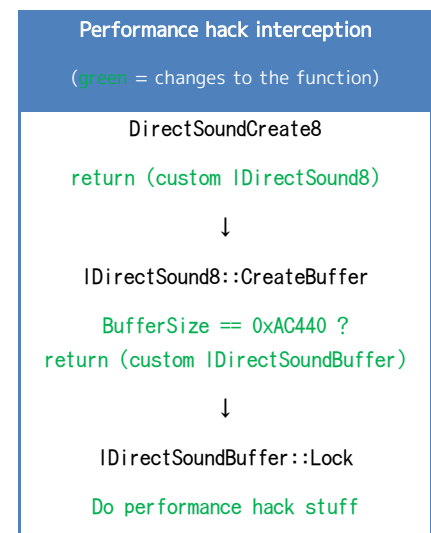 Performance hack interception
(green = changes to the function)
DirectSoundCreate8
return (custom IDirectSound8)
↓
IDirectSound8::CreateBuffer
BufferSize == 0xAC440 ?
return (custom IDirectSoundBuffer)
↓
IDirectSoundBuffer::Lock
Do performance hack stuff